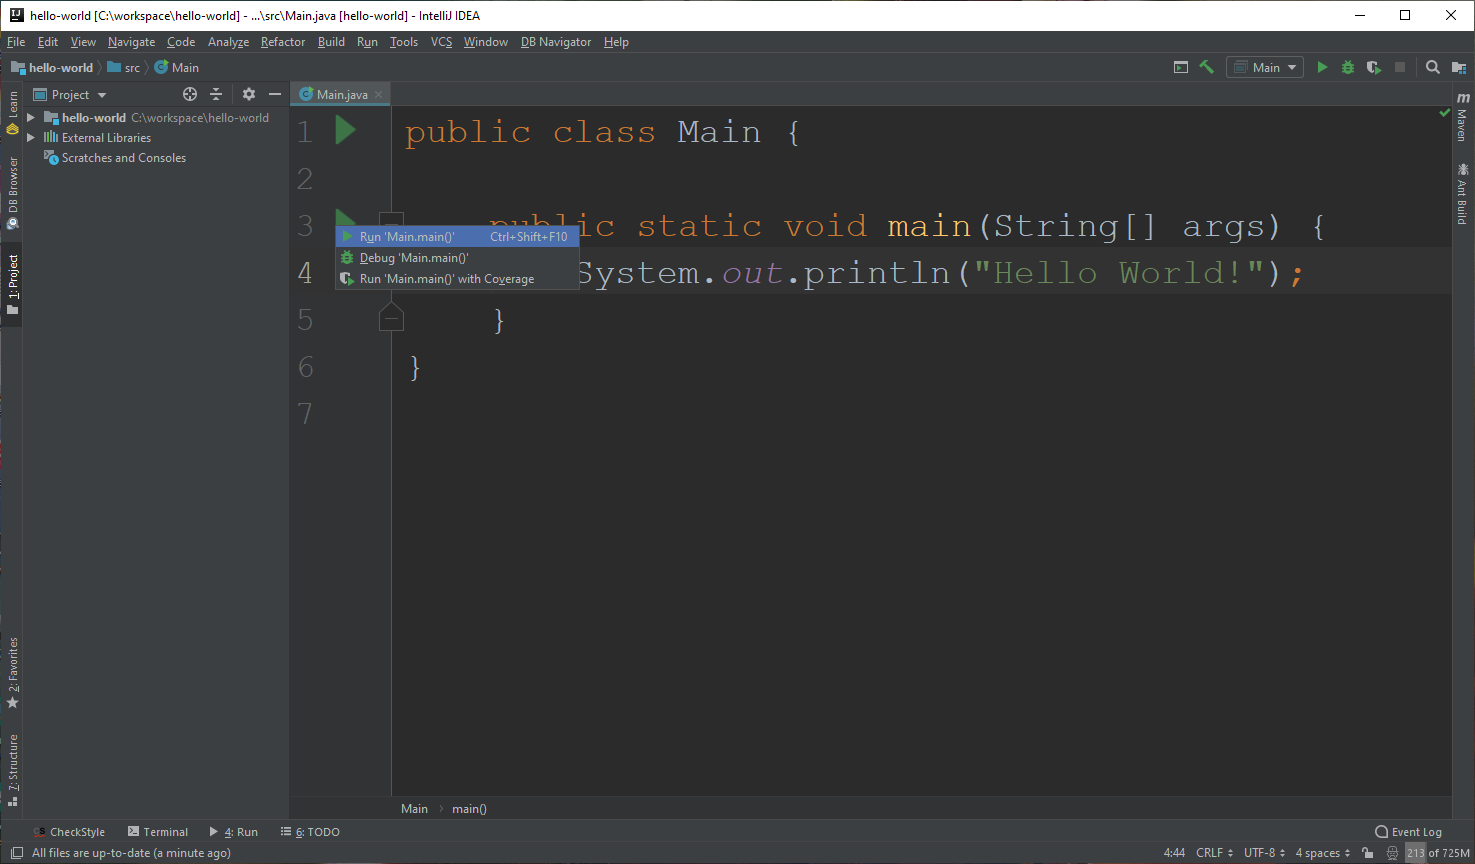 hello-world [C:\workspace\hello-world] - ...\src\Main.java [hello-world] - IntelliJ IDEA
File Edit View Navigate Code Analyze Refactor Build Run Tools VCS Window DB Navigator Help
hello-world src Main
Main
Project
Main.java
hello-world C:\workspace\hello-world
External Libraries
Scratches and Consoles
Learn
DB Browser
1: Project
2: Favorites
7: Structure
1 public class Main {
2
3 public static void main(String[] args) {
4 System.out.println("Hello World!");
5 }
6 }
7
Run 'Main.main()' Ctrl+Shift+F10
Debug 'Main.main()'
Run 'Main.main()' with Coverage
m Maven
Ant Build
Main main()
CheckStyle Terminal 4: Run 6: TODO Event Log
All files are up-to-date (a minute ago) 4:44 CRLF UTF-8 4 spaces 213 of 725M